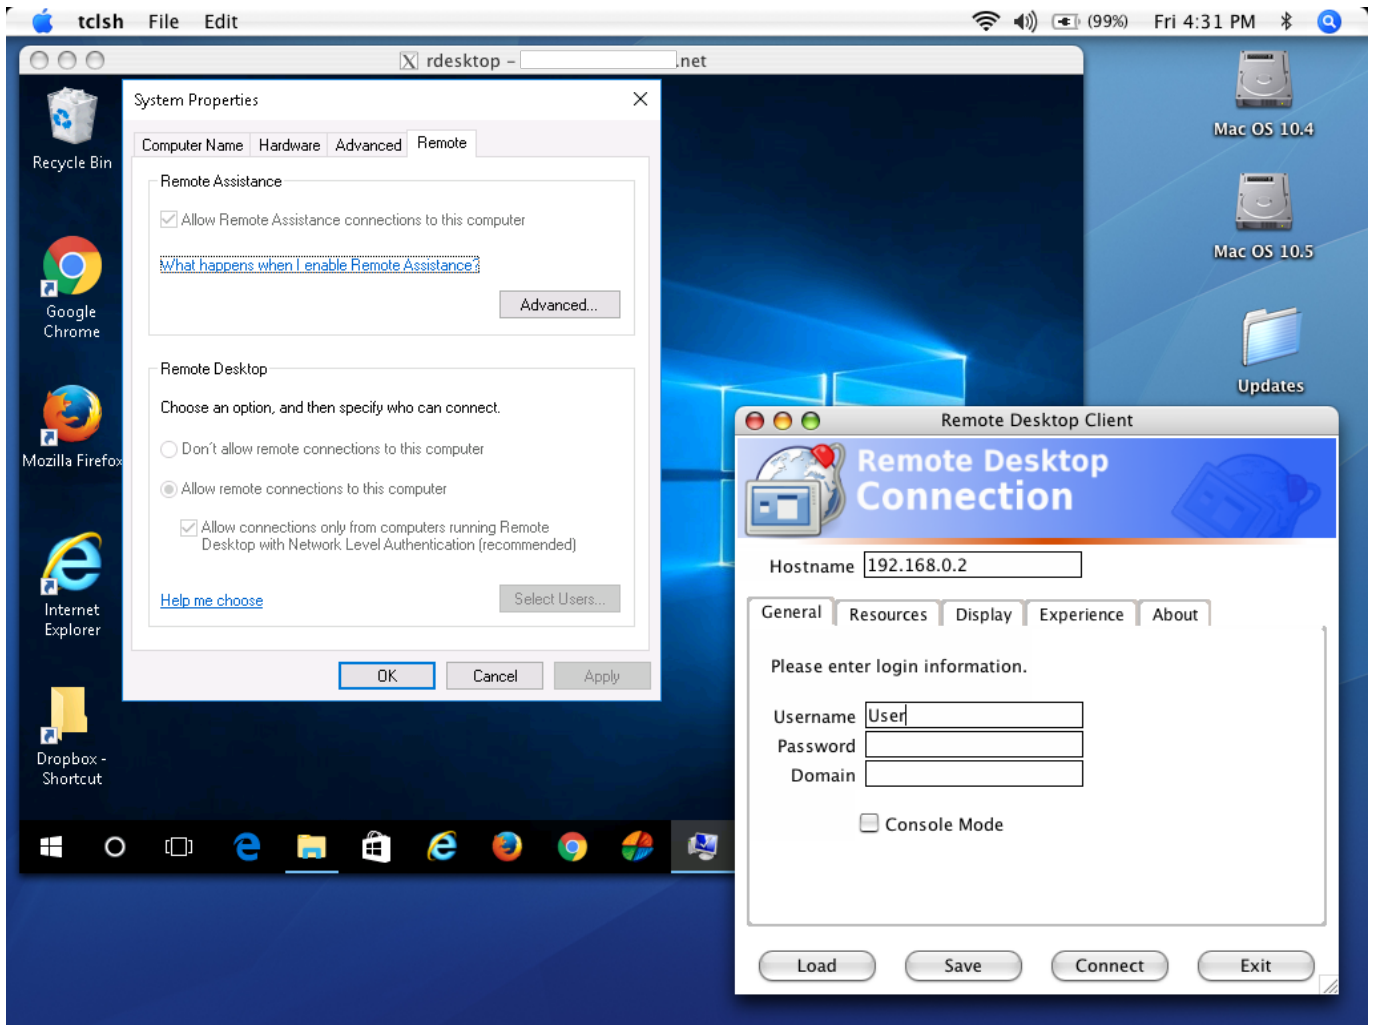 tclsh File Edit (99%) Fri 4:31 PM
X rdesktop – .net
Recycle Bin
Google
Chrome
Mozilla Firefox
Internet
Explorer
Dropbox -
Shortcut
System Properties
Computer Name Hardware Advanced Remote
Remote Assistance
Allow Remote Assistance connections to this computer
What happens when I enable Remote Assistance?
Advanced...
Remote Desktop
Choose an option, and then specify who can connect.
Don't allow remote connections to this computer
Allow remote connections to this computer
Allow connections only from computers running Remote
Desktop with Network Level Authentication (recommended)
Help me choose Select Users...
OK Cancel Apply
Mac OS 10.4
Mac OS 10.5
Updates
Remote Desktop Client
Remote Desktop
Connection
Hostname 192.168.0.2
General Resources Display Experience About
Please enter login information.
Username User
Password
Domain
Console Mode
Load Save Connect Exit